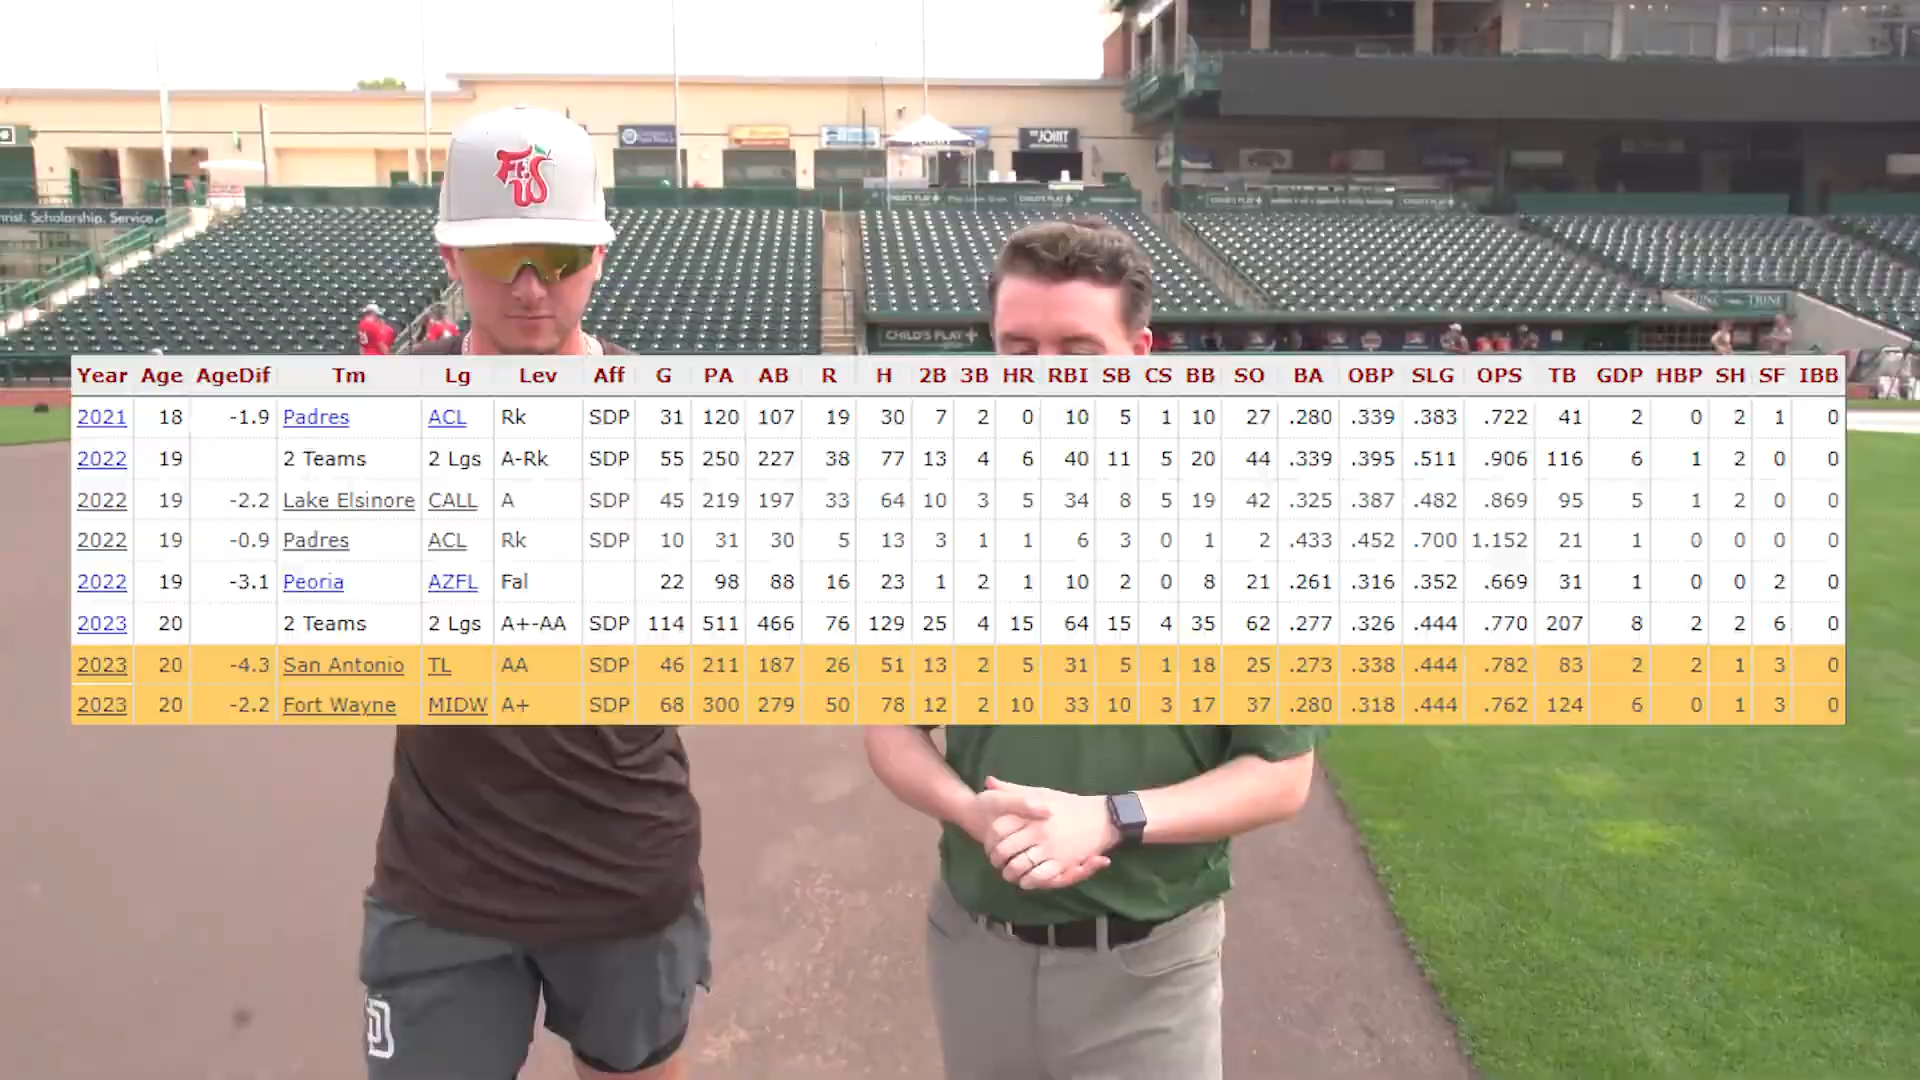 FW
THE JOINT
CHILD'S PLAY
CHILD'S PLAY
CHILD'S PLAY
hrist. Scholarship. Service
TRINE TRINE
CHILD'S PLAY
Year Age AgeDif Tm Lg Lev Aff G PA AB R H 2B 3B HR RBI SB CS BB SO BA OBP SLG OPS TB GDP HBP SH SF IBB
2021 18 -1.9 Padres ACL Rk SDP 31 120 107 19 30 7 2 0 10 5 1 10 27 .280 .339 .383 .722 41 2 0 2 1 0
2022 19 2 Teams 2 Lgs A-Rk SDP 55 250 227 38 77 13 4 6 40 11 5 20 44 .339 .395 .511 .906 116 6 1 2 0 0
2022 19 -2.2 Lake Elsinore CALL A SDP 45 219 197 33 64 10 3 5 34 8 5 19 42 .325 .387 .482 .869 95 5 1 2 0 0
2022 19 -0.9 Padres ACL Rk SDP 10 31 30 5 13 3 1 1 6 3 0 1 2 .433 .452 .700 1.152 21 1 0 0 0 0
2022 19 -3.1 Peoria AZFL Fal 22 98 88 16 23 1 2 1 10 2 0 8 21 .261 .316 .352 .669 31 1 0 0 2 0
2023 20 2 Teams 2 Lgs A+-AA SDP 114 511 466 76 129 25 4 15 64 15 4 35 62 .277 .326 .444 .770 207 8 2 2 6 0
2023 20 -4.3 San Antonio TL AA SDP 46 211 187 26 51 13 2 5 31 5 1 18 25 .273 .338 .444 .782 83 2 2 1 3 0
2023 20 -2.2 Fort Wayne MIDW A+ SDP 68 300 279 50 78 12 2 10 33 10 3 17 37 .280 .318 .444 .762 124 6 0 1 3 0
SD